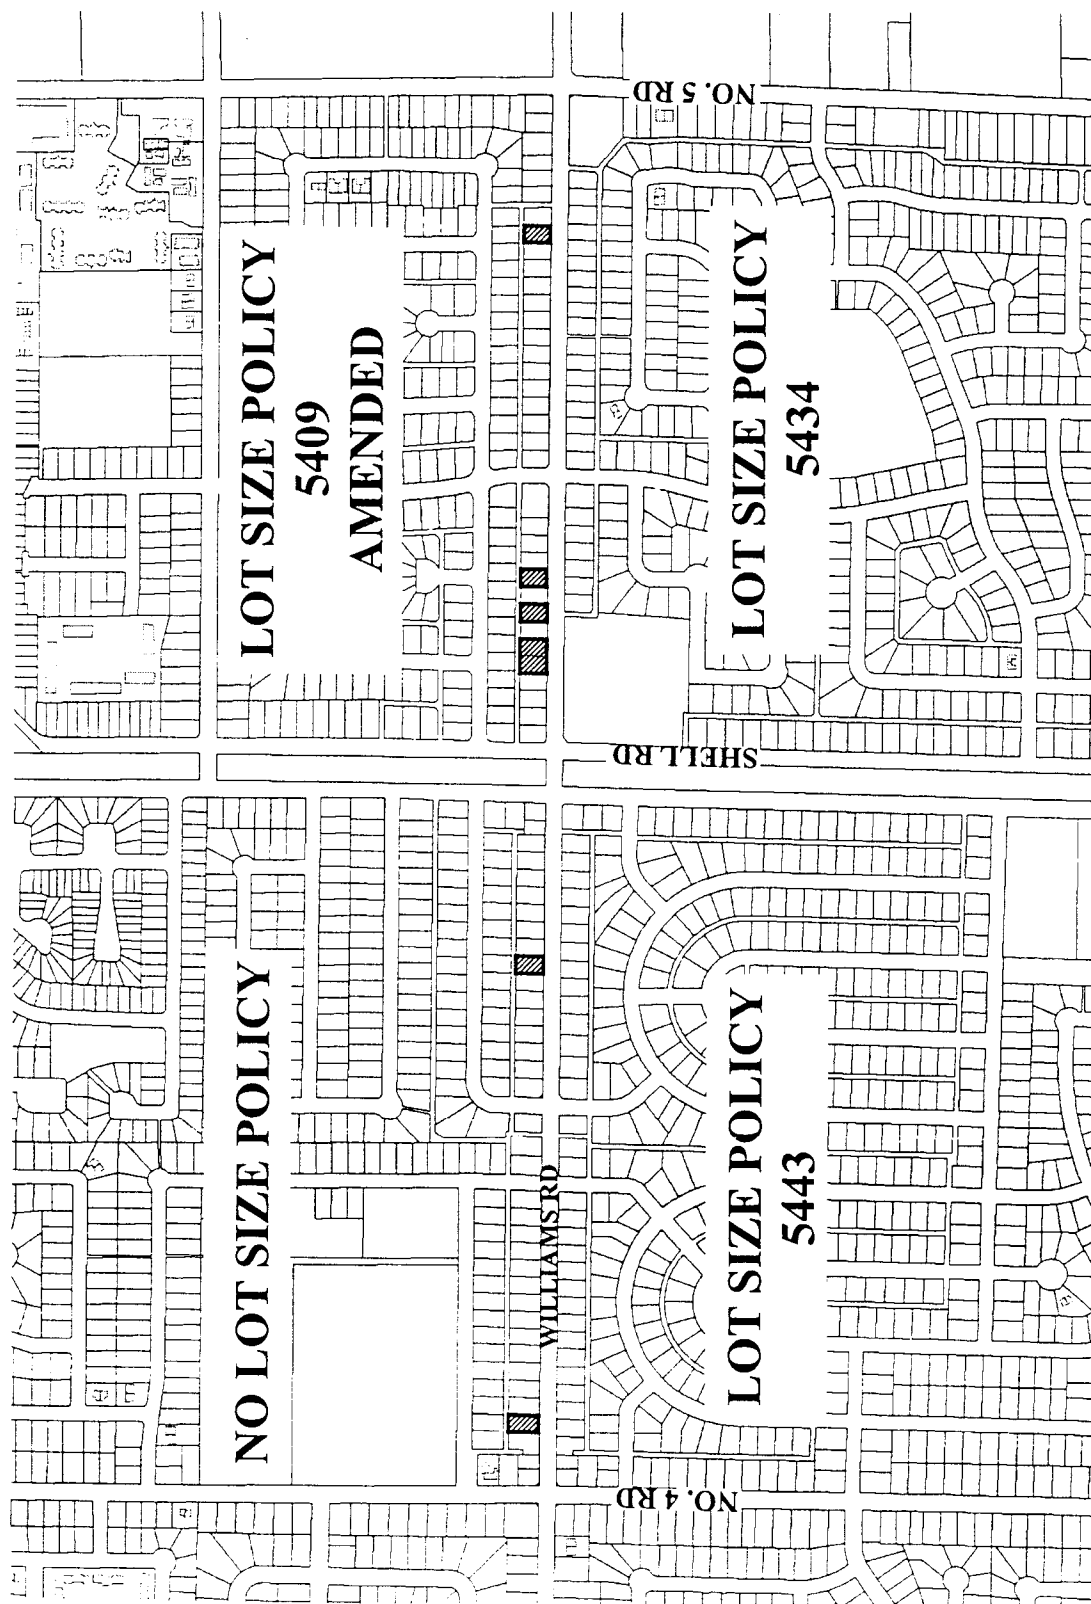 NO. 5 RD
LOT SIZE POLICY
5409
AMENDED
LOT SIZE POLICY
5434
SHELL RD
NO LOT SIZE POLICY
WILLIAMS RD
LOT SIZE POLICY
5443
NO. 4 RD